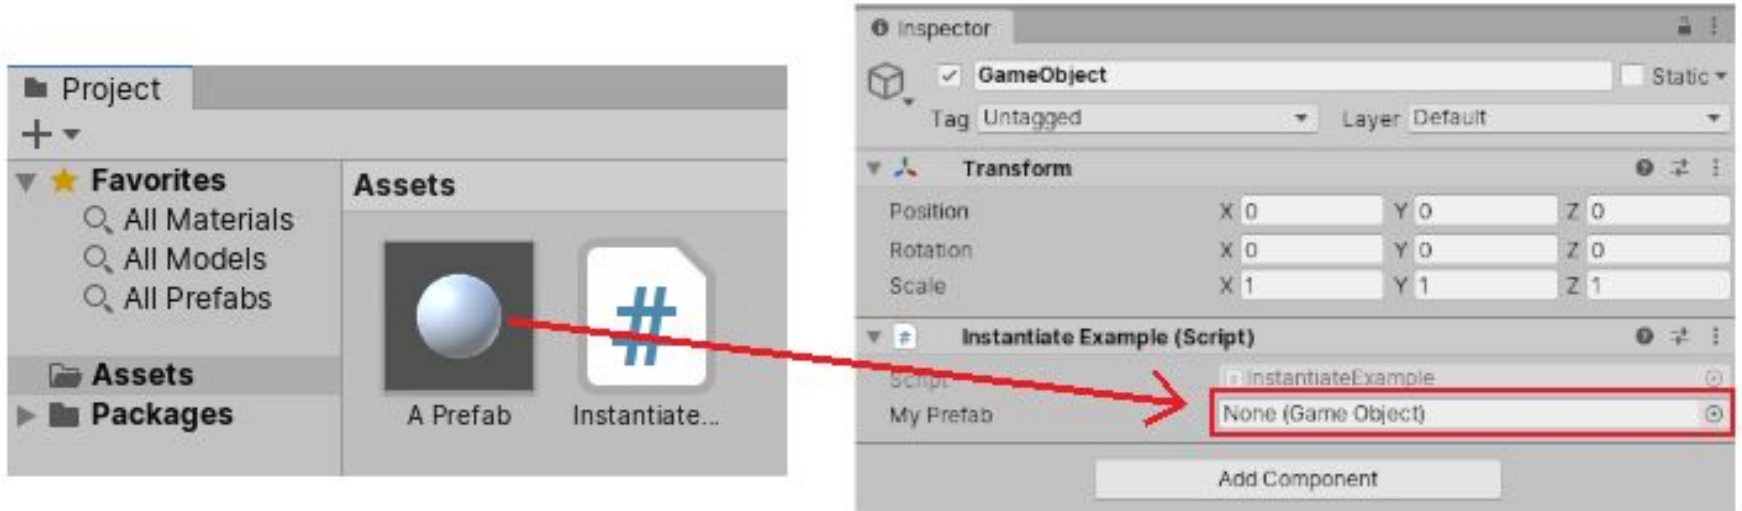 Project
Favorites
All Materials
All Models
All Prefabs
Assets
Packages
Assets
A Prefab
Instantiate...
Inspector
GameObject
Static
Tag Untagged Layer Default
Transform
Position X 0 Y 0 Z 0
Rotation X 0 Y 0 Z 0
Scale X 1 Y 1 Z 1
# Instantiate Example (Script)
Script InstantiateExample
My Prefab None (Game Object)
Add Component